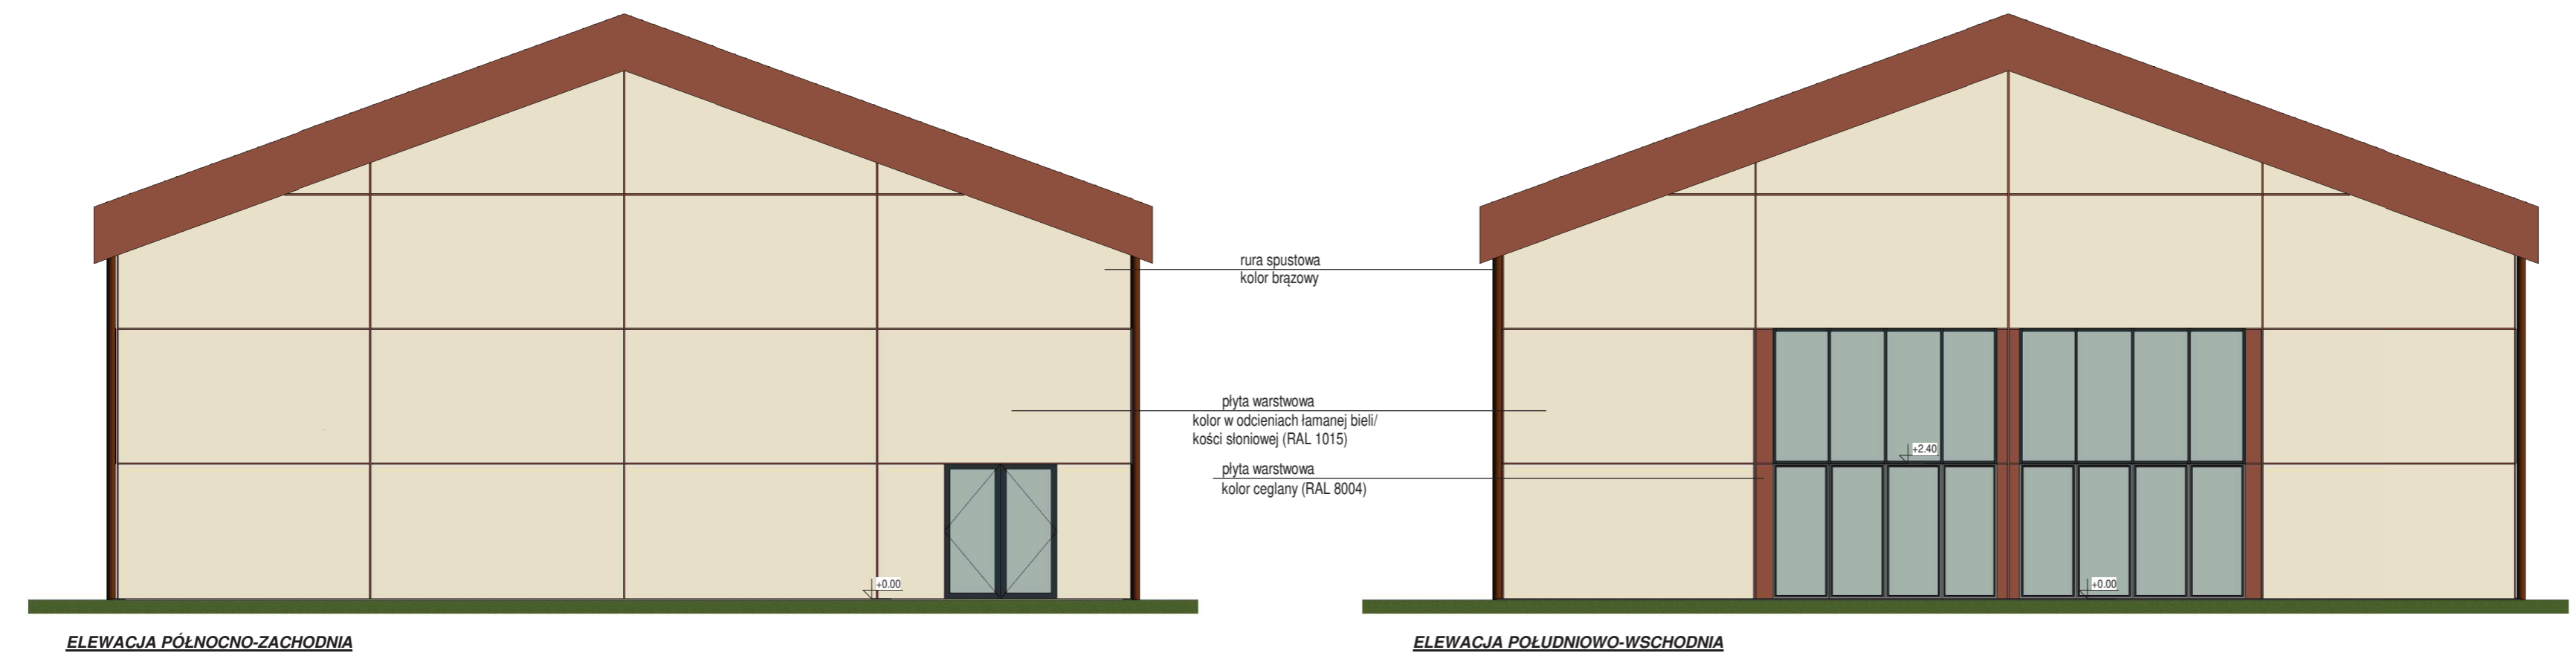 rura spustowa
kolor brązowy
płyta warstwowa
kolor w odcieniach łamanej bieli/
kości słoniowej (RAL 1015)
płyta warstwowa
kolor ceglany (RAL 8004)
+2.40
+0.00
+0.00
ELEWACJA PÓŁNOCNO-ZACHODNIA
ELEWACJA POŁUDNIOWO-WSCHODNIA